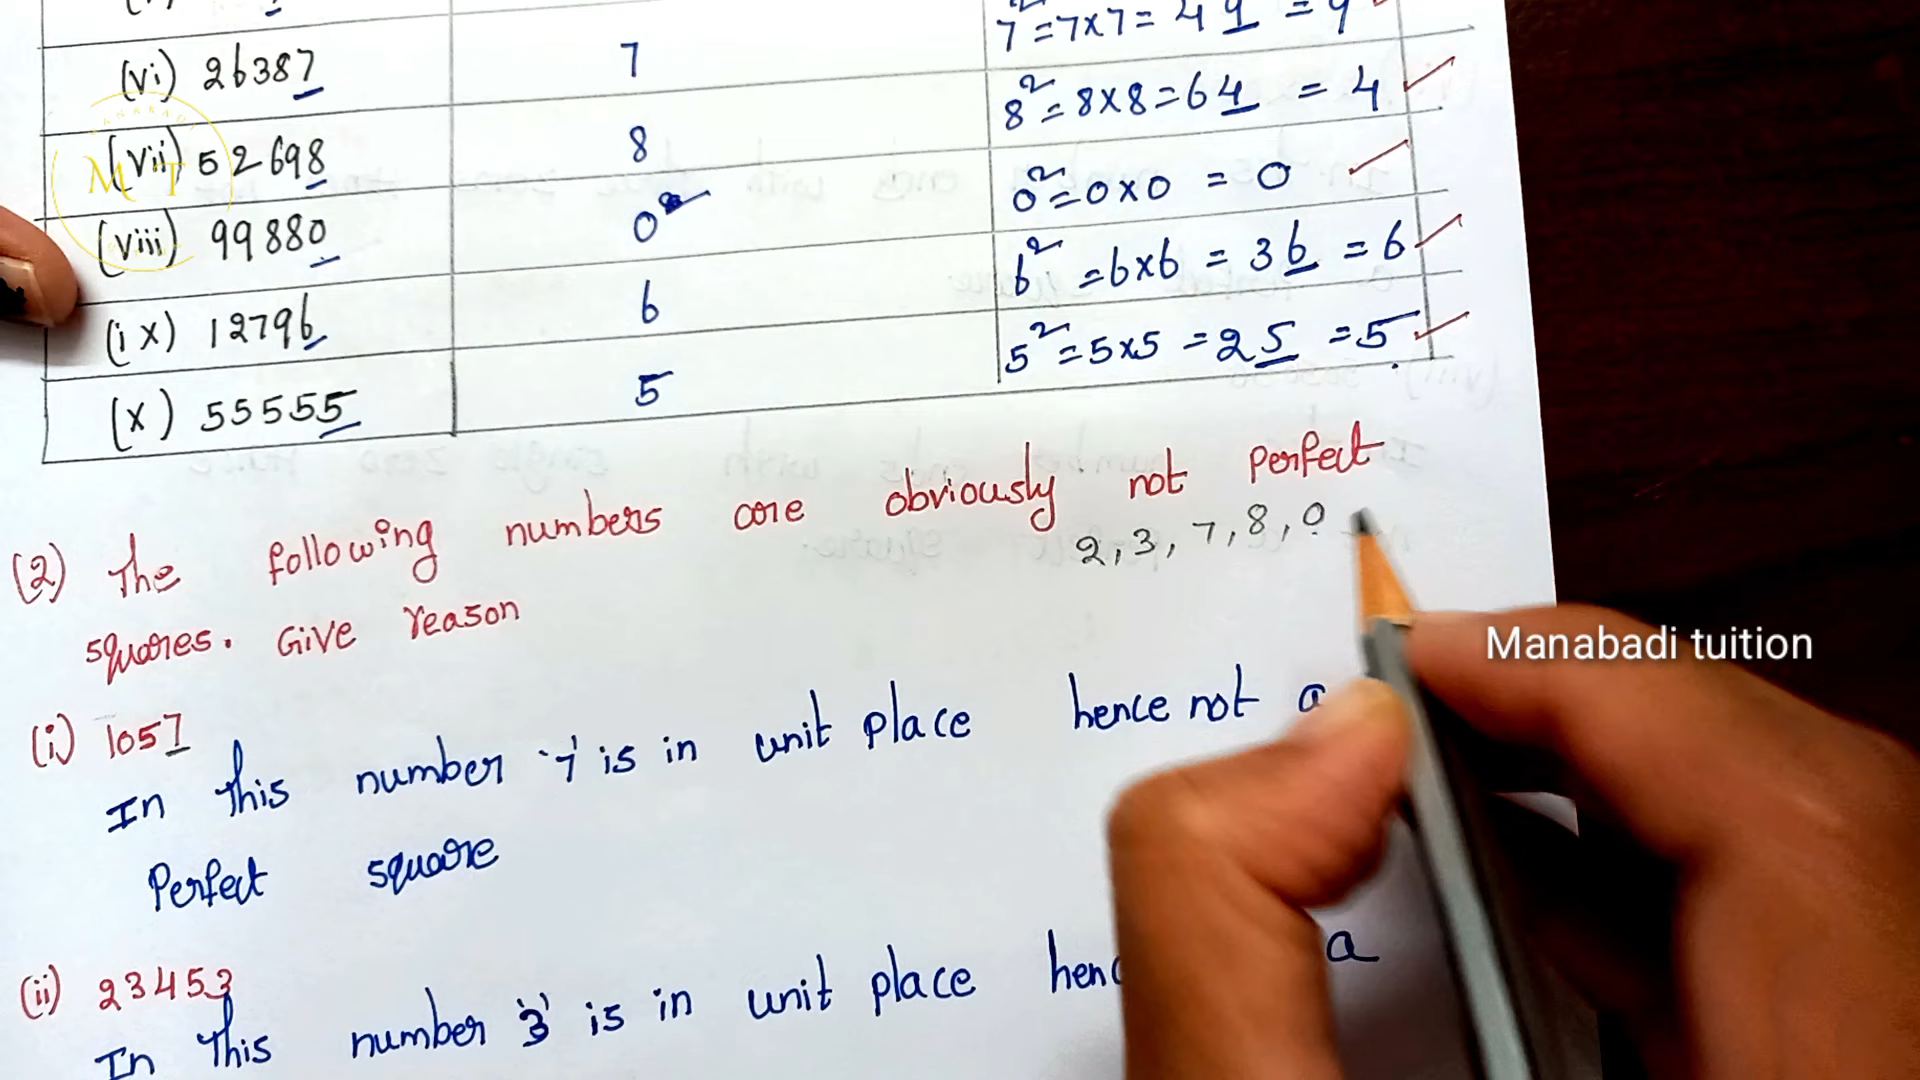 7² = 7×7 = 49 = 9
(vi) 26387 7 8² = 8×8 = 64 = 4
(vii) 52698 8 0² = 0×0 = 0
(viii) 99880 0 6² = 6×6 = 36 = 6
(ix) 12796 6 5² = 5×5 = 25 = 5
(x) 55555 5
(2) The following numbers are obviously not perfect
2, 3, 7, 8, 0
squares. Give reason
Manabadi tuition
(i) 1057
In this number '7' is in unit place hence not a
Perfect square
(ii) 23453
In this number '3' is in unit place a
MT